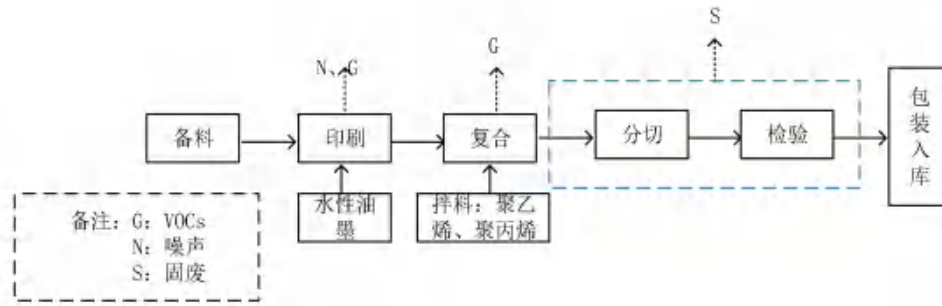 S
G
N、G
备料
印刷
复合
分切
检验
包
装
入
库
水性油
墨
拌料：聚乙
烯、聚丙烯
备注：G：VOCs
N：噪声
S：固废